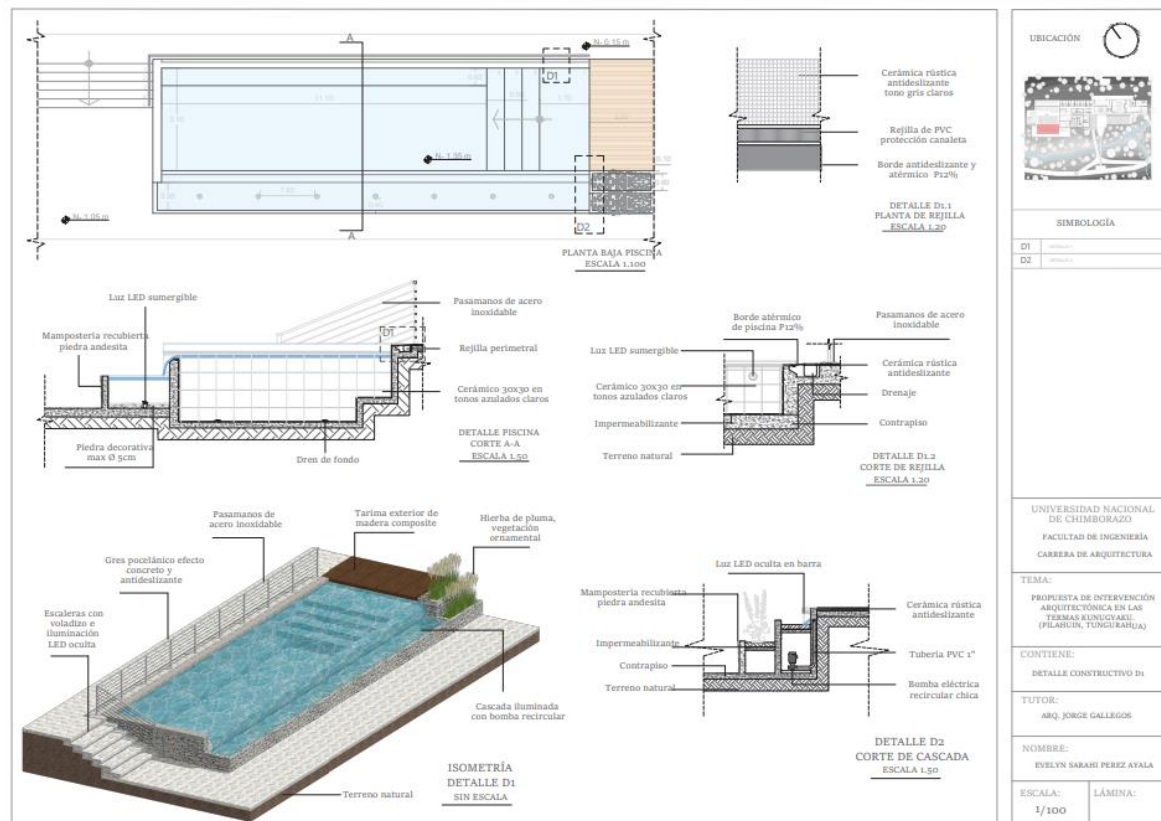 A
N- 0.15 m
D1
N- 1.35 m
N- 1.05 m
D2
A
PLANTA BAJA PISCINA
ESCALA 1.100
Cerámica rústica
antideslizante
tono gris claros
Rejilla de PVC
protección canaleta
Borde antideslizante y
atérmico P12%
DETALLE D1.1
PLANTA DE REJILLA
ESCALA 1.20
Luz LED sumergible
Mampostería recubierta
piedra andesita
Pasamanos de acero
inoxidable
D1
Rejilla perimetral
Cerámico 30x30 en
tonos azulados claros
Piedra decorativa
max Ø 5cm
Dren de fondo
DETALLE PISCINA
CORTE A-A
ESCALA 1.50
Borde atérmico
de piscina P12%
Pasamanos de acero
inoxidable
Luz LED sumergible
Cerámica rústica
antideslizante
Cerámico 30x30 en
tonos azulados claros
Drenaje
Impermeabilizante
Contrapiso
Terreno natural
DETALLE D1.2
CORTE DE REJILLA
ESCALA 1.20
Pasamanos de
acero inoxidable
Tarima exterior de
madera composite
Hierba de pluma,
vegetación
ornamental
Gres pocelánico efecto
concreto y
antideslizante
Escaleras con
voladizo e
iluminación
LED oculta
Cascada iluminada
con bomba recircular
Terreno natural
ISOMETRÍA
DETALLE D1
SIN ESCALA
Luz LED oculta en barra
Mampostería recubierta
piedra andesita
Cerámica rústica
antideslizante
Impermeabilizante
Tubería PVC 1"
Contrapiso
Terreno natural
Bomba eléctrica
recircular chica
DETALLE D2
CORTE DE CASCADA
ESCALA 1.50
UBICACIÓN
SIMBOLOGÍA
D1
D2
UNIVERSIDAD NACIONAL
DE CHIMBORAZO
FACULTAD DE INGENIERÍA
CARRERA DE ARQUITECTURA
TEMA:
PROPUESTA DE INTERVENCIÓN
ARQUITECTÓNICA EN LAS
TERMAS KUNUGYAKU.
(PILAHUIN, TUNGURAHUA)
CONTIENE:
DETALLE CONSTRUCTIVO D1
TUTOR:
ARQ. JORGE GALLEGOS
NOMBRE:
EVELYN SARAHI PEREZ AYALA
ESCALA:
1/100
LÁMINA: